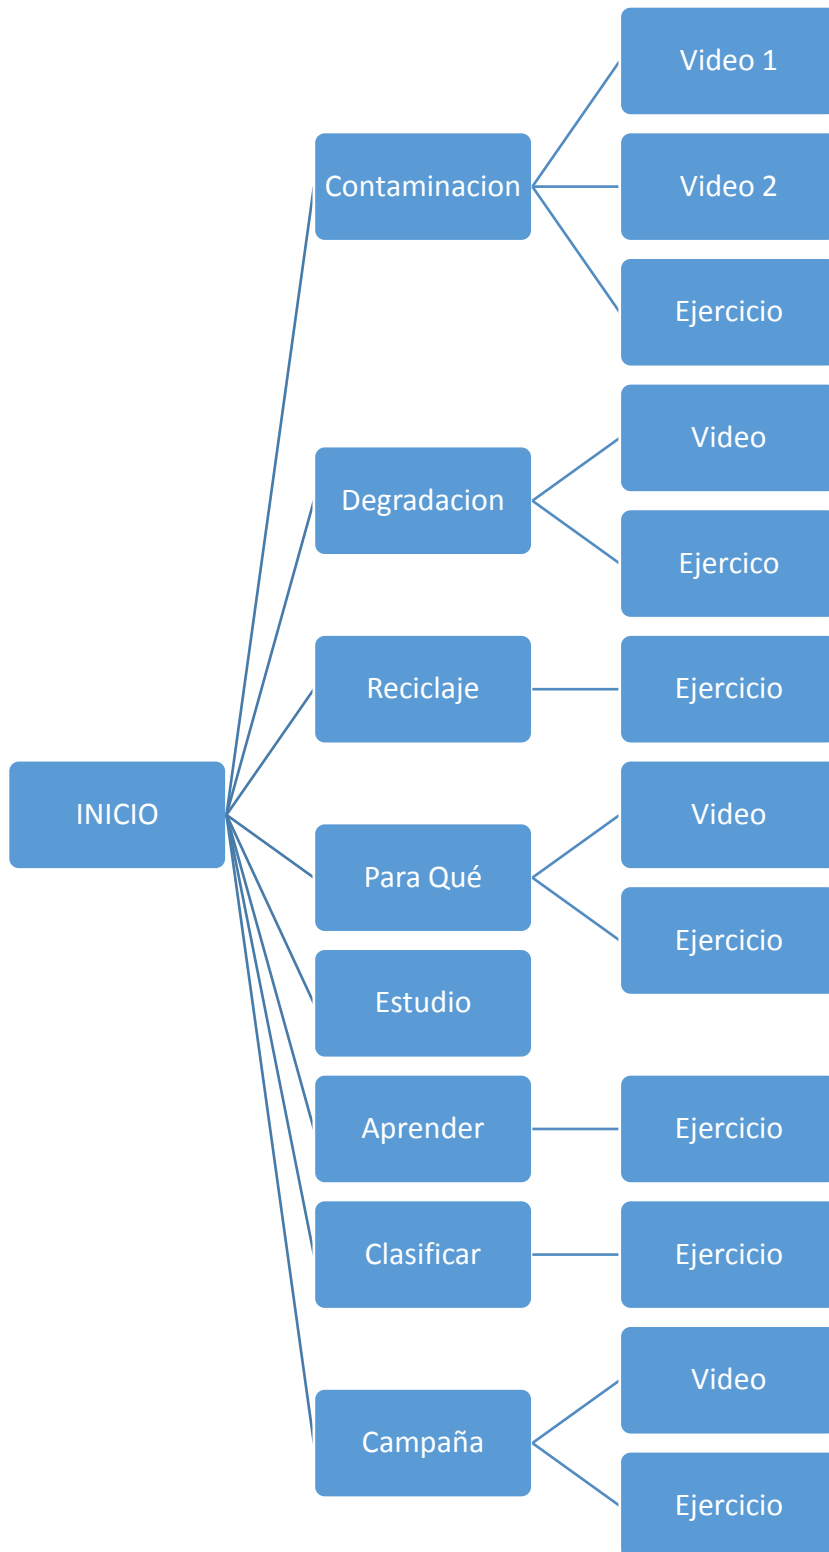 INICIO
Contaminacion
Video 1
Video 2
Ejercicio
Degradacion
Video
Ejercico
Reciclaje
Ejercicio
Para Qué
Video
Ejercicio
Estudio
Aprender
Ejercicio
Clasificar
Ejercicio
Campaña
Video
Ejercicio